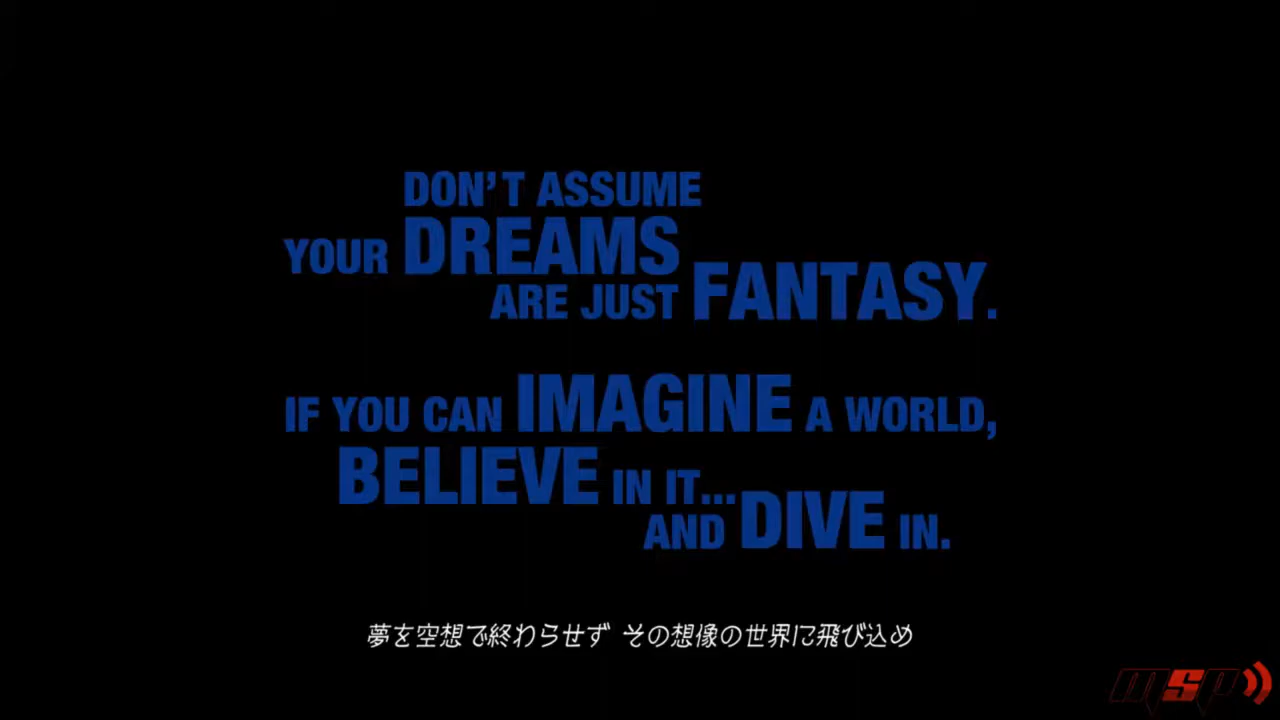 DON'T ASSUME
YOUR DREAMS
ARE JUST FANTASY.
IF YOU CAN IMAGINE A WORLD,
BELIEVE IN IT...
AND DIVE IN.
夢を空想で終わらせず その想像の世界に飛び込め
msp